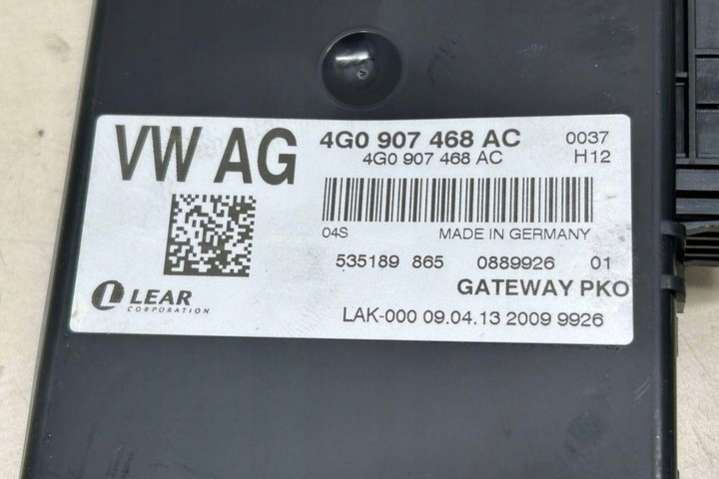 VW AG
4G0 907 468 AC 0037
4G0 907 468 AC H12
04S MADE IN GERMANY
535189 865 0889926 01
GATEWAY PKO
LEAR
CORPORATION
LAK-000 09.04.13 2009 9926